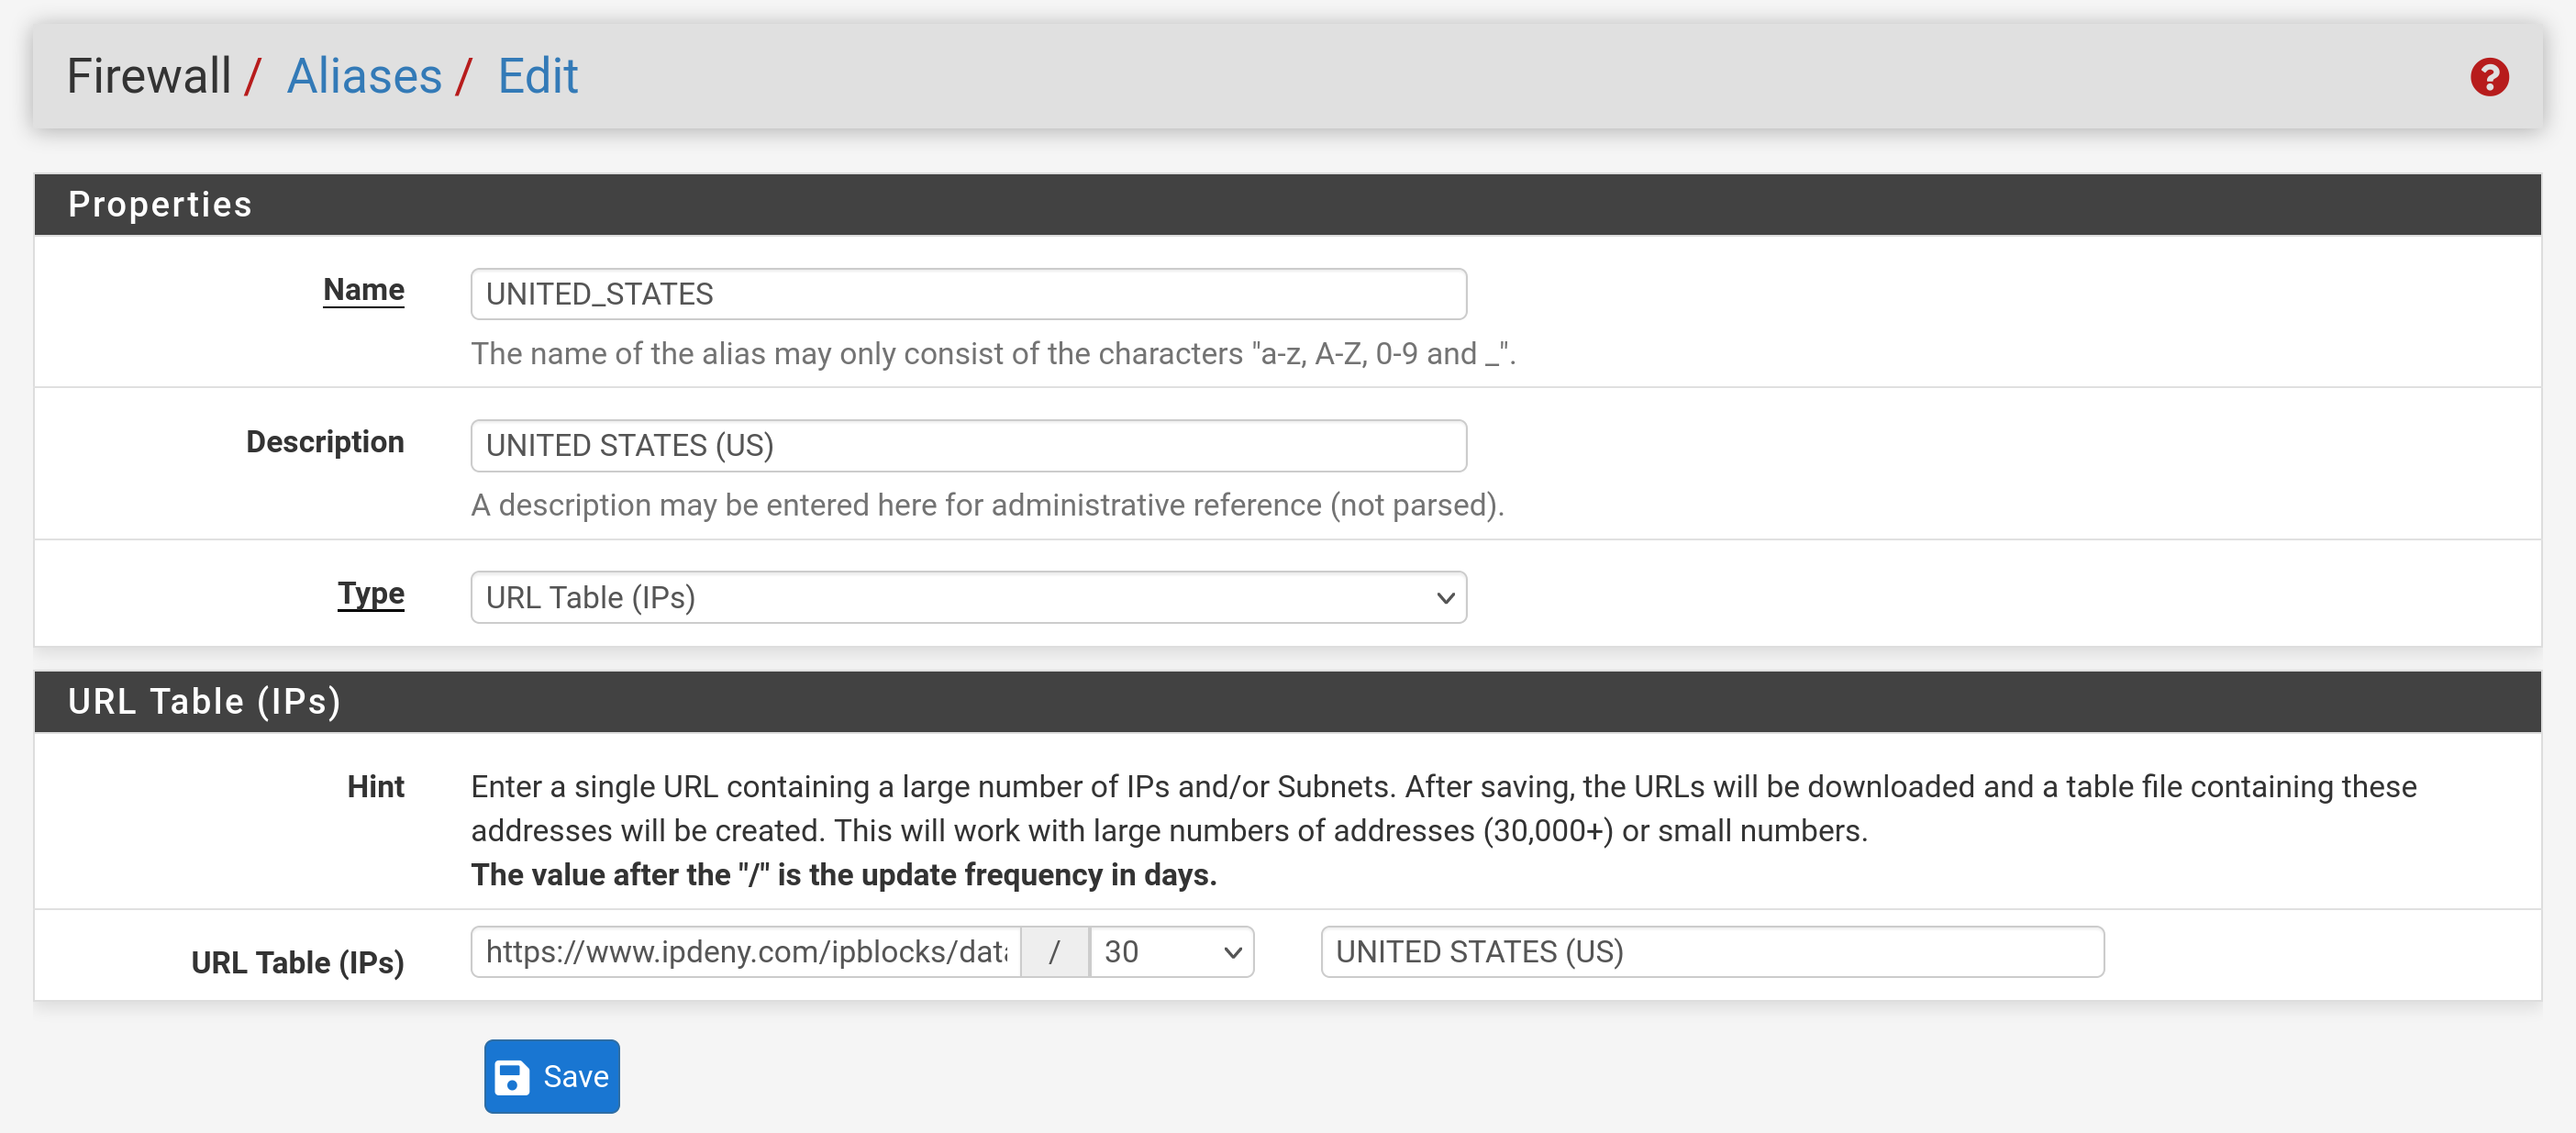 Firewall / Aliases / Edit
Properties
Name
UNITED_STATES
The name of the alias may only consist of the characters "a-z, A-Z, 0-9 and _".
Description
UNITED STATES (US)
A description may be entered here for administrative reference (not parsed).
Type
URL Table (IPs)
URL Table (IPs)
Hint
Enter a single URL containing a large number of IPs and/or Subnets. After saving, the URLs will be downloaded and a table file containing these
addresses will be created. This will work with large numbers of addresses (30,000+) or small numbers.
The value after the "/" is the update frequency in days.
URL Table (IPs)
https://www.ipdeny.com/ipblocks/data / 30 UNITED STATES (US)
Save